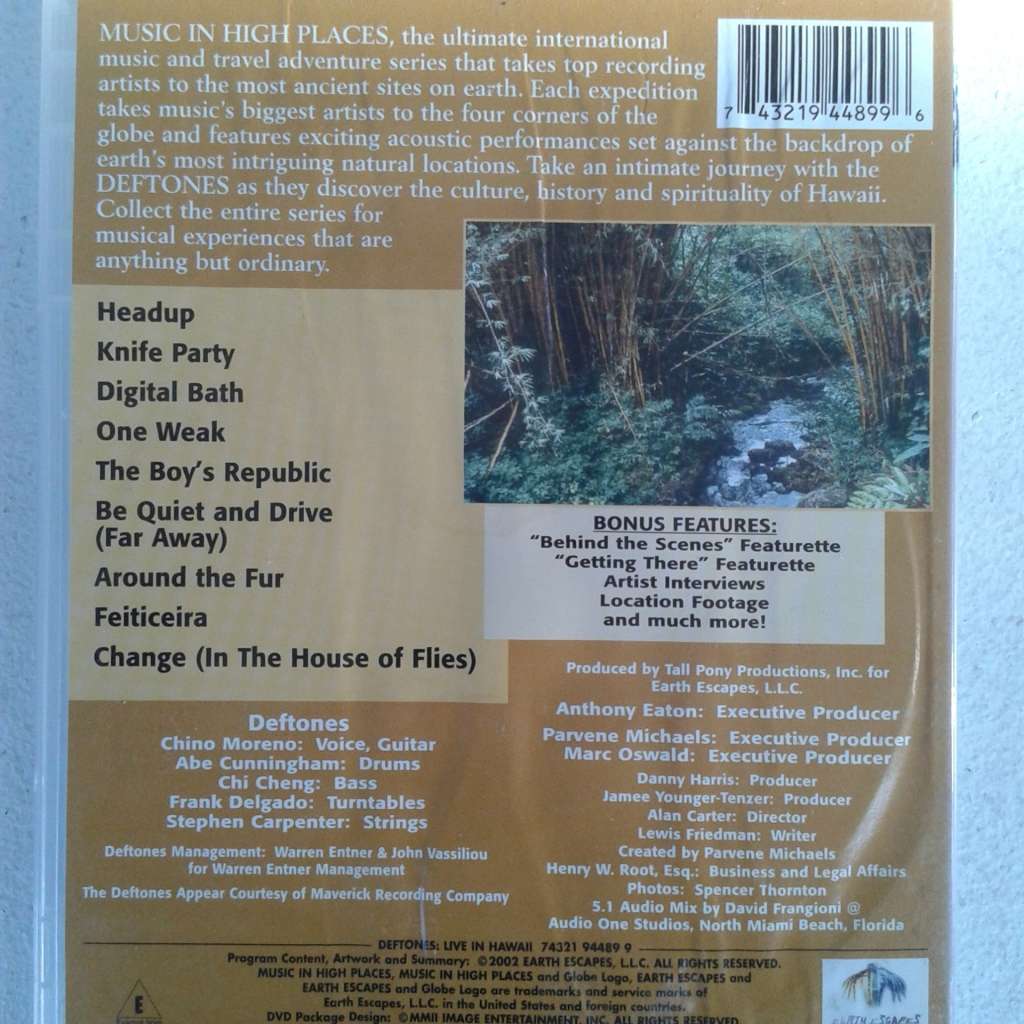 MUSIC IN HIGH PLACES, the ultimate international
music and travel adventure series that takes top recording
artists to the most ancient sites on earth. Each expedition
takes music's biggest artists to the four corners of the
globe and features exciting acoustic performances set against the backdrop of
earth's most intriguing natural locations. Take an intimate journey with the
DEFTONES as they discover the culture, history and spirituality of Hawaii.
Collect the entire series for
musical experiences that are
anything but ordinary.
7 43219 44899 6
Headup
Knife Party
Digital Bath
One Weak
The Boy's Republic
Be Quiet and Drive
(Far Away)
Around the Fur
Feiticeira
Change (In The House of Flies)
BONUS FEATURES:
"Behind the Scenes" Featurette
"Getting There" Featurette
Artist Interviews
Location Footage
and much more!
Deftones
Chino Moreno: Voice, Guitar
Abe Cunningham: Drums
Chi Cheng: Bass
Frank Delgado: Turntables
Stephen Carpenter: Strings
Deftones Management: Warren Entner & John Vassiliou
for Warren Entner Management
The Deftones Appear Courtesy of Maverick Recording Company
Produced by Tall Pony Productions, Inc. for
Earth Escapes, L.L.C.
Anthony Eaton: Executive Producer
Parvene Michaels: Executive Producer
Marc Oswald: Executive Producer
Danny Harris: Producer
Jamee Younger-Tenzer: Producer
Alan Carter: Director
Lewis Friedman: Writer
Created by Parvene Michaels
Henry W. Root, Esq.: Business and Legal Affairs
Photos: Spencer Thornton
5.1 Audio Mix by David Frangioni @
Audio One Studios, North Miami Beach, Florida
DEFTONES: LIVE IN HAWAII 74321 94489 9
Program Content, Artwork and Summary: ©2002 EARTH ESCAPES, L.L.C. ALL RIGHTS RESERVED.
MUSIC IN HIGH PLACES, MUSIC IN HIGH PLACES and Globe Logo, EARTH ESCAPES and
EARTH ESCAPES and Globe Logo are trademarks and service marks of
Earth Escapes, L.L.C. in the United States and foreign countries.
DVD Package Design: ©MMII IMAGE ENTERTAINMENT, INC. ALL RIGHTS RESERVED
E
EARTH ESCAPES